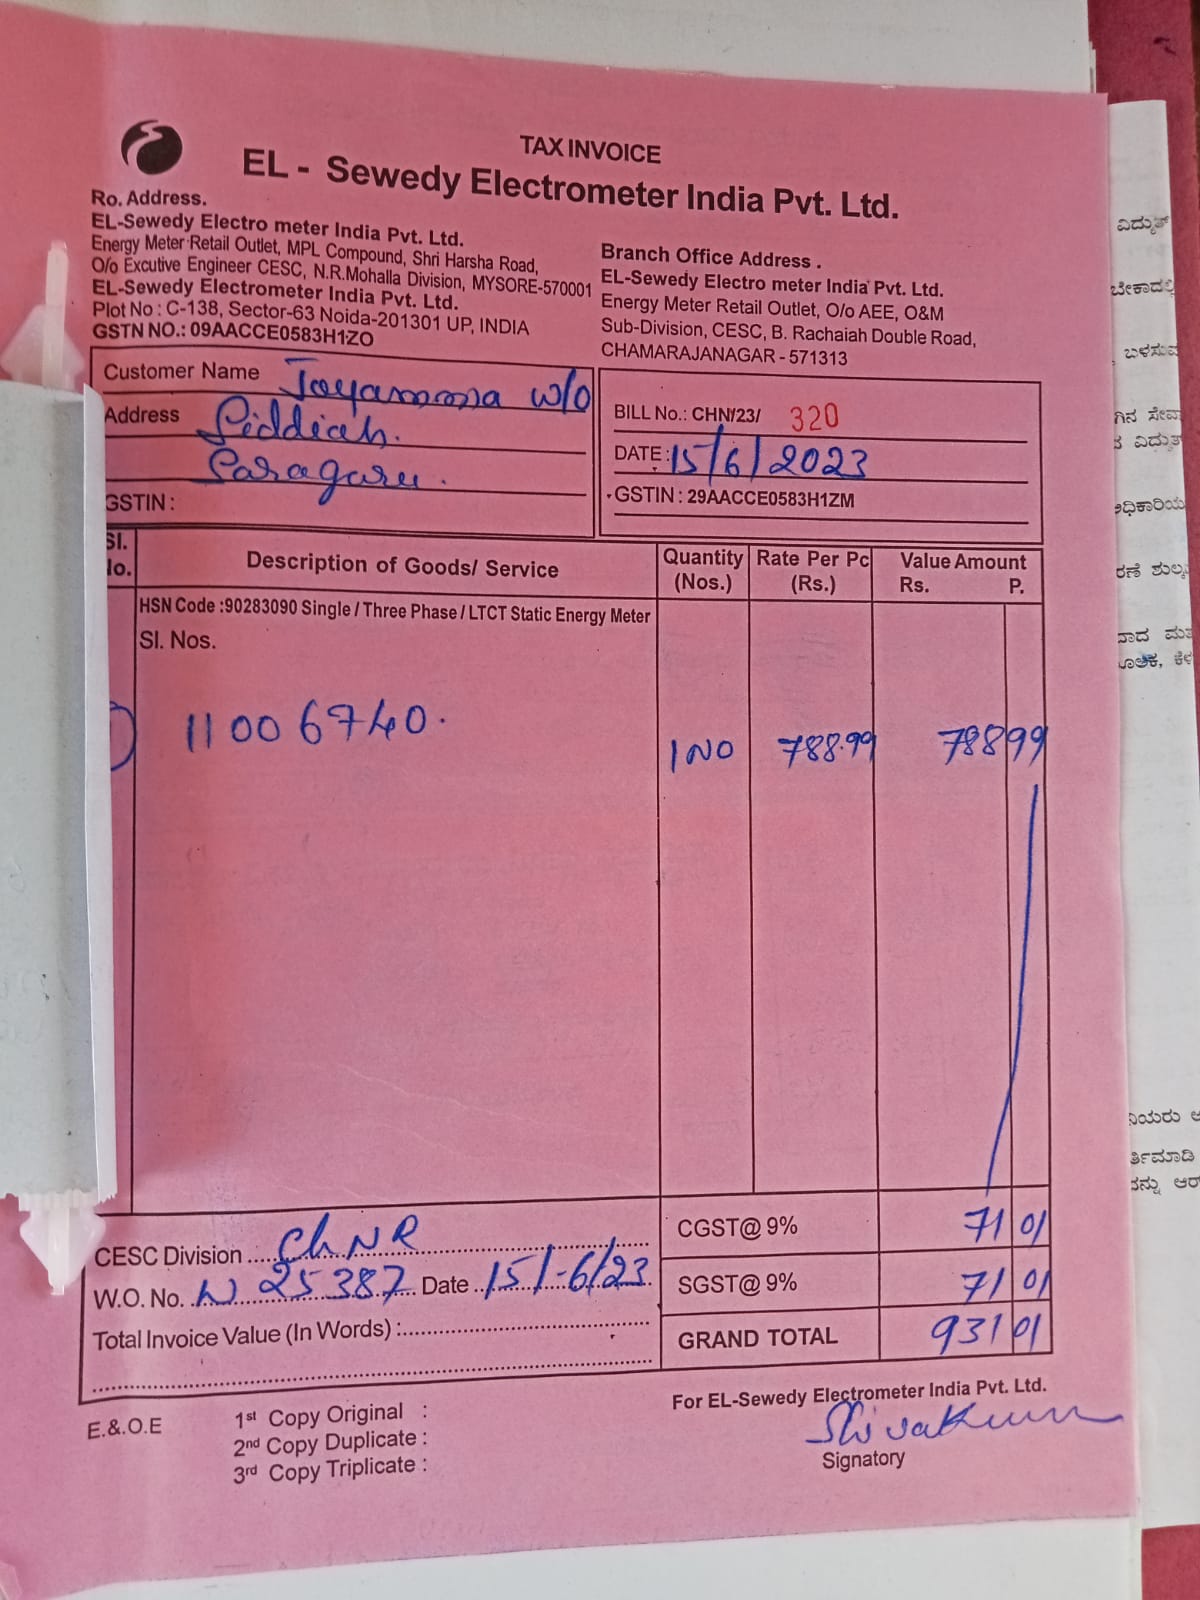 TAX INVOICE
EL - Sewedy Electrometer India Pvt. Ltd.
Ro. Address.
EL-Sewedy Electro meter India Pvt. Ltd.
Energy Meter Retail Outlet, MPL Compound, Shri Harsha Road,
O/o Excutive Engineer CESC, N.R.Mohalla Division, MYSORE-570001
EL-Sewedy Electrometer India Pvt. Ltd.
Plot No : C-138, Sector-63 Noida-201301 UP, INDIA
GSTN NO.: 09AACCE0583H1ZO
Branch Office Address .
EL-Sewedy Electro meter India Pvt. Ltd.
Energy Meter Retail Outlet, O/o AEE, O&M
Sub-Division, CESC, B. Rachaiah Double Road,
CHAMARAJANAGAR - 571313
Customer Name Jayamma w/o
Address Siddiah.
Saragaru.
GSTIN :
BILL No.: CHN/23/ 320
DATE : 15/6/2023
GSTIN : 29AACCE0583H1ZM
Sl. No. Description of Goods/ Service Quantity (Nos.) Rate Per Pc (Rs.) Value Amount Rs. P.
HSN Code :90283090 Single / Three Phase / LTCT Static Energy Meter
Sl. Nos.
11006740. 1 NO 788.99 788 99
CGST@ 9% 71 01
CESC Division ChNR
SGST@ 9% 71 01
W.O. No. N 25387 Date 15/-6/23
GRAND TOTAL 931 01
Total Invoice Value (In Words) :
For EL-Sewedy Electrometer India Pvt. Ltd.
Shivakum
Signatory
E.&.O.E
1st Copy Original :
2nd Copy Duplicate :
3rd Copy Triplicate :
ವಿದ್ಯುತ್
ಬಳಸುವ
ಸೇವಾ
ವಿದ್ಯುತ್
ಶುಲ್ಕ